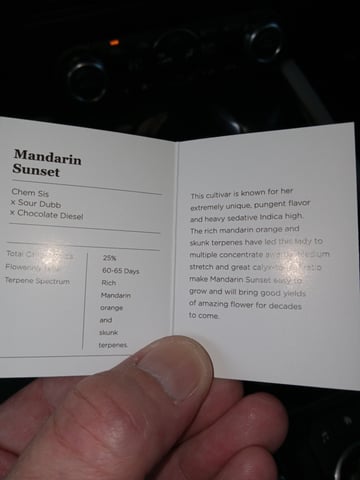 Mandarin
Sunset
Chem Sis
x Sour Dubb
x Chocolate Diesel
Total
25%
Flowering
60-65 Days
Terpene Spectrum
Rich
Mandarin
orange
and
skunk
terpenes.
This cultivar is known for her
extremely unique, pungent flavor
and heavy sedative Indica high.
The rich mandarin orange and
skunk terpenes have led this lady to
multiple concentrate awards. Medium
stretch and great ratio
make Mandarin Sunset easy to
grow and will bring good yields
of amazing flower for decades
to come.